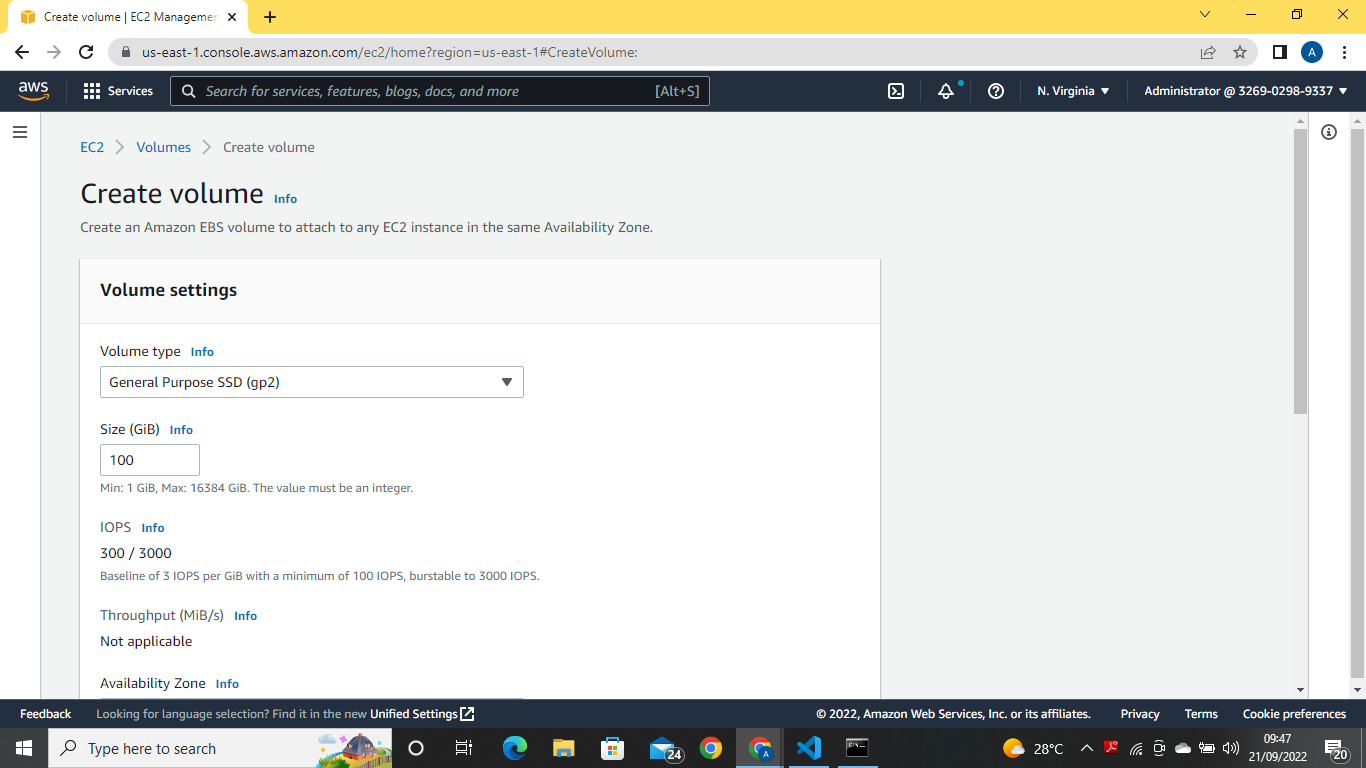 Create volume | EC2 Managemen
us-east-1.console.aws.amazon.com/ec2/home?region=us-east-1#CreateVolume:
A
aws
Services
Search for services, features, blogs, docs, and more
[Alt+S]
N. Virginia
Administrator @ 3269-0298-9337
EC2
Volumes
Create volume
Create volume Info
Create an Amazon EBS volume to attach to any EC2 instance in the same Availability Zone.
Volume settings
Volume type Info
General Purpose SSD (gp2)
Size (GiB) Info
100
Min: 1 GiB, Max: 16384 GiB. The value must be an integer.
IOPS Info
300 / 3000
Baseline of 3 IOPS per GiB with a minimum of 100 IOPS, burstable to 3000 IOPS.
Throughput (MiB/s) Info
Not applicable
Availability Zone Info
Feedback
Looking for language selection? Find it in the new Unified Settings
© 2022, Amazon Web Services, Inc. or its affiliates.
Privacy
Terms
Cookie preferences
Type here to search
24
A
28°C
09:47
21/09/2022
20